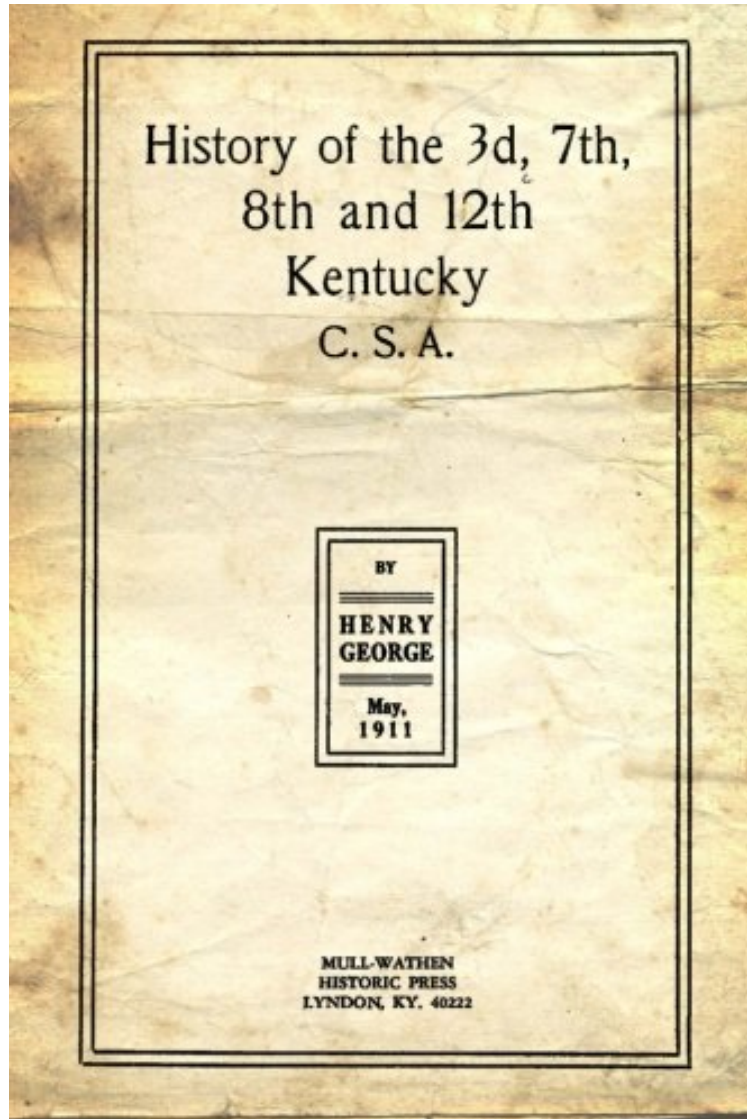 History of the 3d, 7th,
8th and 12th
Kentucky
C. S. A.
BY
HENRY
GEORGE
May,
1911
MULL-WATHEN
HISTORIC PRESS
LYNDON, KY. 40222